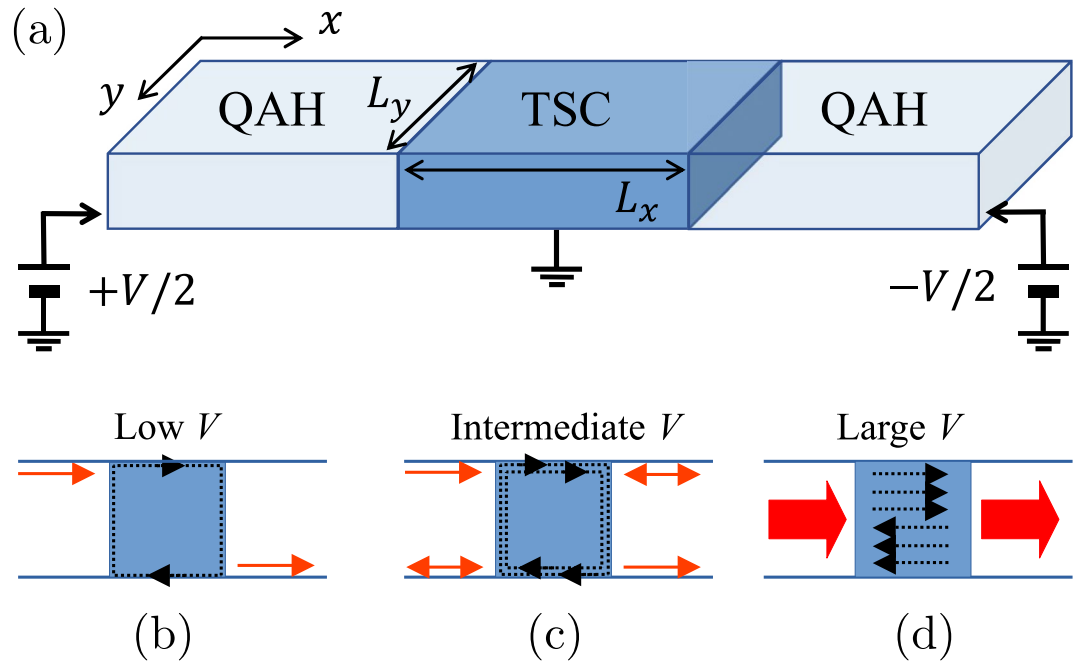 (a)
x
y
QAH
L_y
TSC
QAH
L_x
+V/2
−V/2
Low V
Intermediate V
Large V
(b)
(c)
(d)